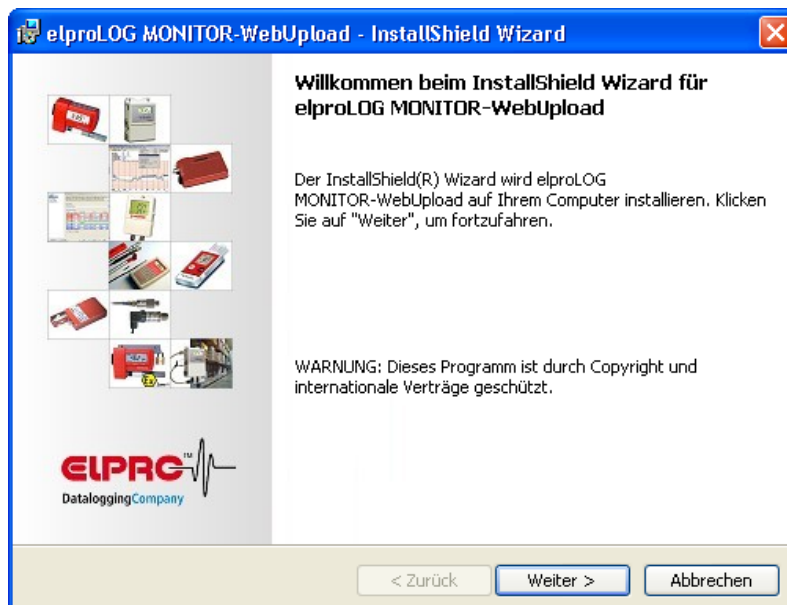 elproLOG MONITOR-WebUpload - InstallShield Wizard
Willkommen beim InstallShield Wizard für
elproLOG MONITOR-WebUpload
Der InstallShield(R) Wizard wird elproLOG
MONITOR-WebUpload auf Ihrem Computer installieren. Klicken
Sie auf "Weiter", um fortzufahren.
WARNUNG: Dieses Programm ist durch Copyright und
internationale Verträge geschützt.
ELPRO™
DataloggingCompany
< Zurück
Weiter >
Abbrechen